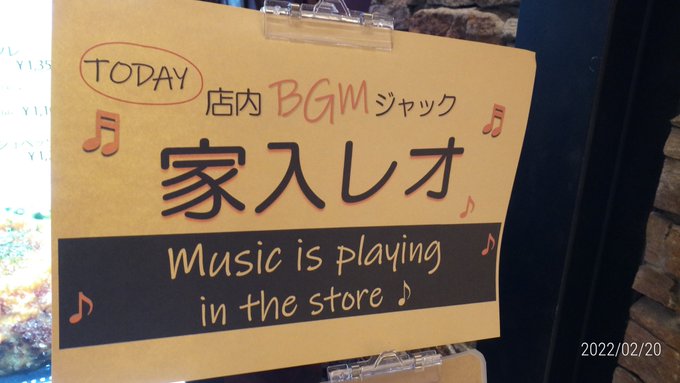 TODAY
店内 BGM ジャック
家入レオ
Music is playing
in the store ♪
2022/02/20